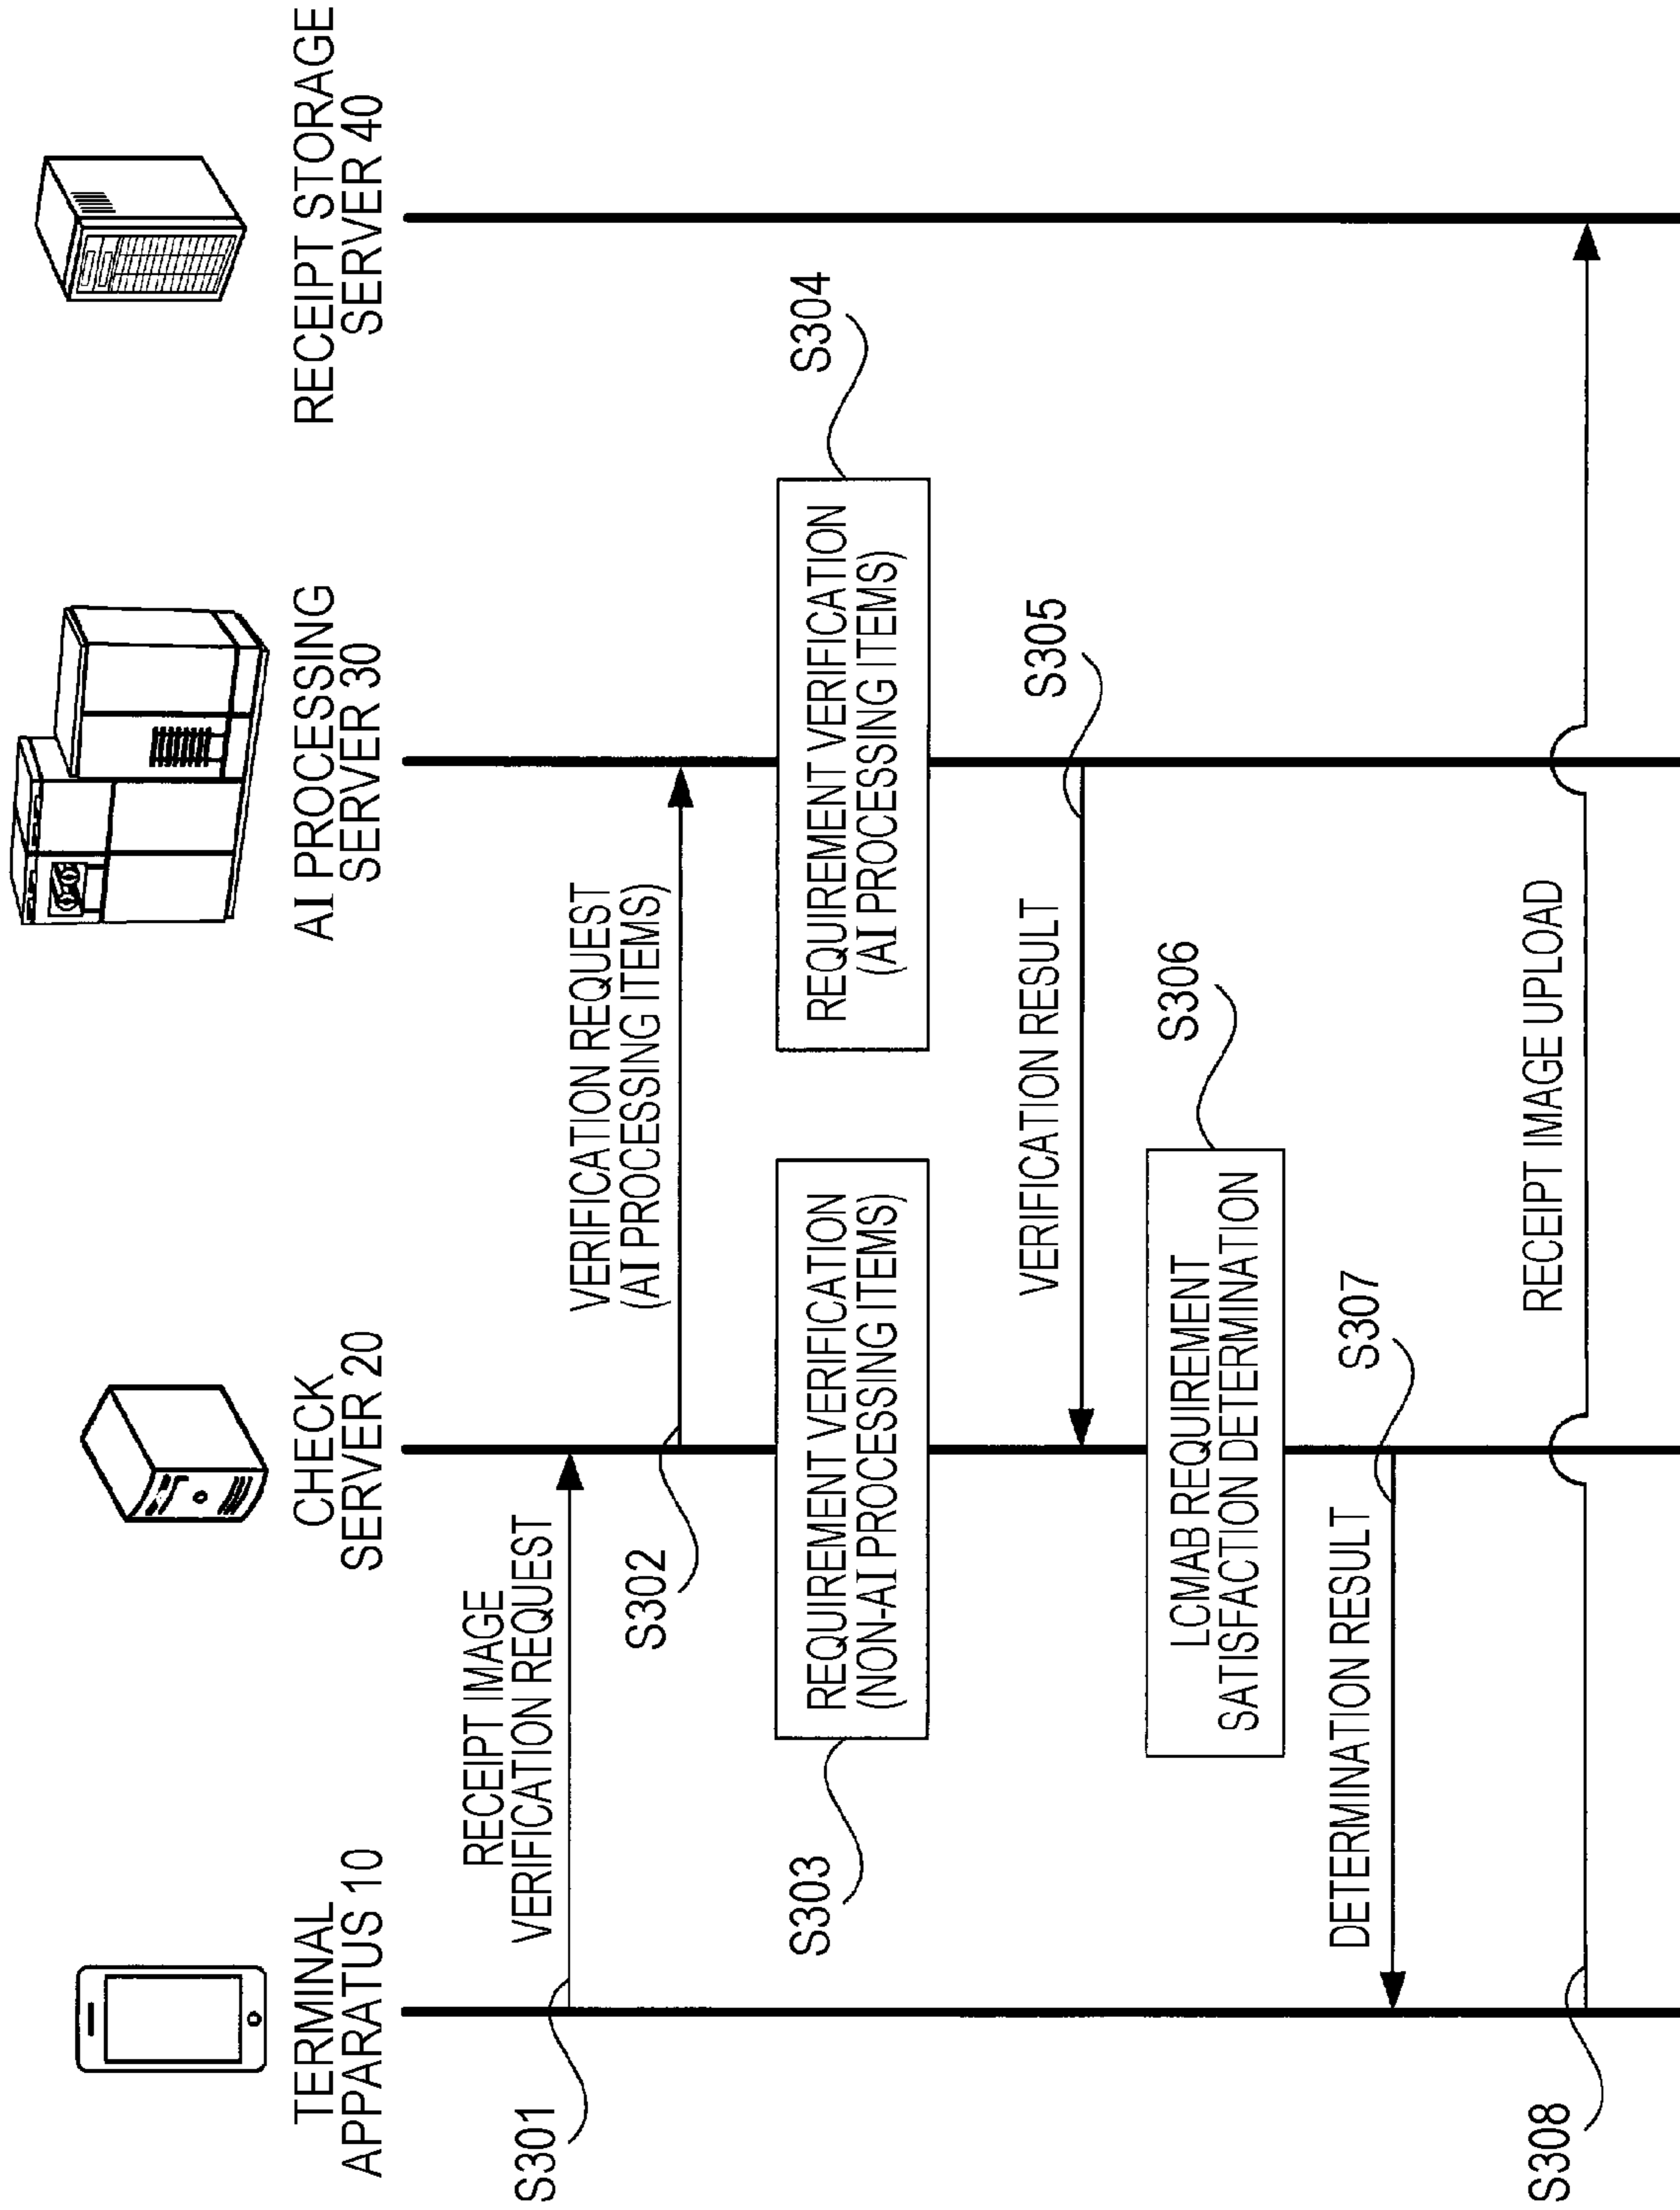 TERMINAL
APPARATUS 10
CHECK
SERVER 20
AI PROCESSING
SERVER 30
RECEIPT STORAGE
SERVER 40
S301
RECEIPT IMAGE
VERIFICATION REQUEST
S302
VERIFICATION REQUEST
(AI PROCESSING ITEMS)
S303
REQUIREMENT VERIFICATION
(NON-AI PROCESSING ITEMS)
REQUIREMENT VERIFICATION
(AI PROCESSING ITEMS)
S304
VERIFICATION RESULT
S305
LCMAB REQUIREMENT
SATISFACTION DETERMINATION
S306
DETERMINATION RESULT
S307
S308
RECEIPT IMAGE UPLOAD